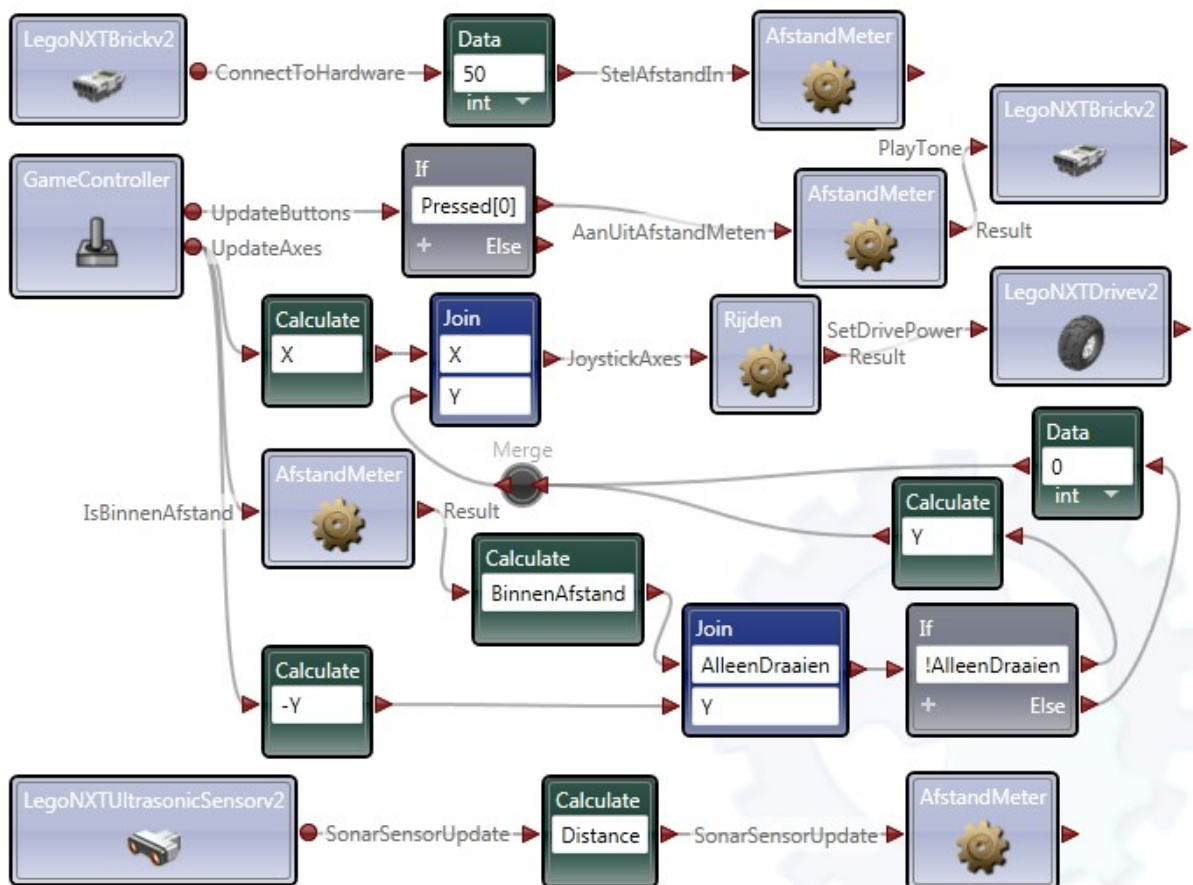 LegoNXTBrickv2
ConnectToHardware
Data
50
int
StelAfstandIn
AfstandMeter
LegoNXTBrickv2
PlayTone
GameController
UpdateButtons
UpdateAxes
If
Pressed[0]
+ Else
AanUitAfstandMeten
AfstandMeter
Result
Calculate
X
Join
X
Y
JoystickAxes
Rijden
SetDrivePower
Result
LegoNXTDrivev2
Merge
Data
0
int
IsBinnenAfstand
AfstandMeter
Result
Calculate
Y
Calculate
BinnenAfstand
Join
AlleenDraaien
Y
If
!AlleenDraaien
+ Else
Calculate
-Y
LegoNXTUltrasonicSensorv2
SonarSensorUpdate
Calculate
Distance
SonarSensorUpdate
AfstandMeter